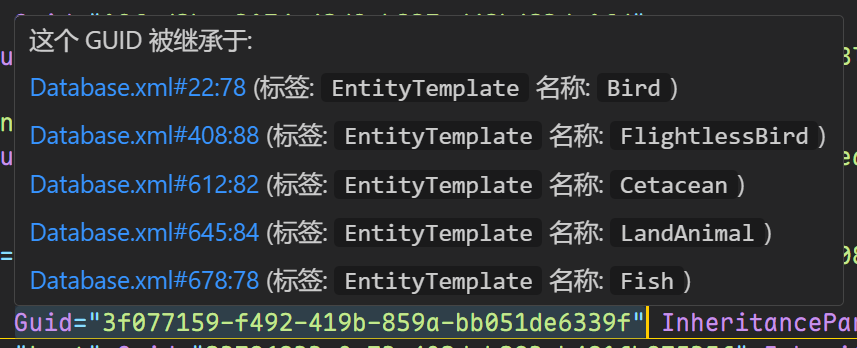 这个 GUID 被继承于:
Database.xml#22:78 (标签: EntityTemplate 名称: Bird )
Database.xml#408:88 (标签: EntityTemplate 名称: FlightlessBird )
Database.xml#612:82 (标签: EntityTemplate 名称: Cetacean )
Database.xml#645:84 (标签: EntityTemplate 名称: LandAnimal )
Database.xml#678:78 (标签: EntityTemplate 名称: Fish )
Guid="3f077159-f492-419b-859a-bb051de6339f" InheritancePar